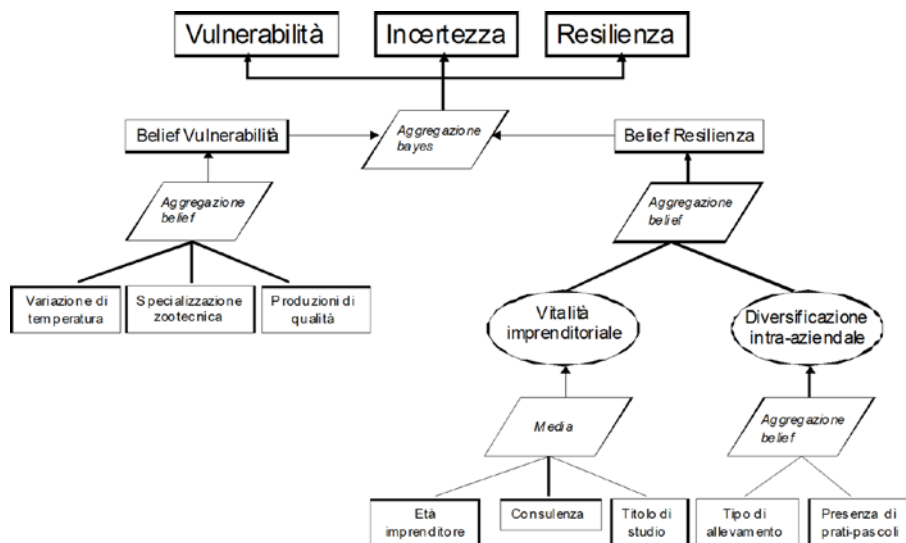 Vulnerabilità
Incertezza
Resilienza
Aggregazione
bayes
Belief Vulnerabilità
Belief Resilienza
Aggregazione
belief
Aggregazione
belief
Variazione di
temperatura
Specializzazione
zootecnica
Produzioni di
qualità
Vitalità
imprenditoriale
Diversificazione
intra-aziendale
Media
Aggregazione
belief
Età
imprenditore
Consulenza
Titolo di
studio
Tipo di
allevamento
Presenza di
prati-pascoli